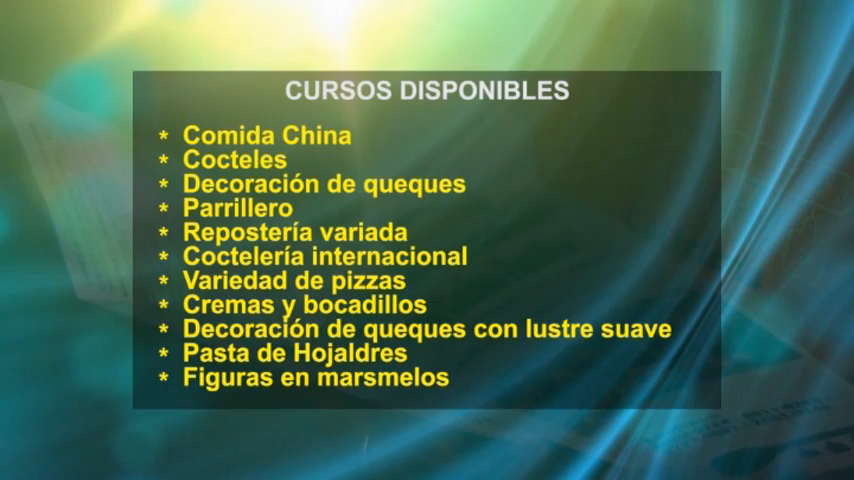 CURSOS DISPONIBLES
* Comida China
* Cocteles
* Decoración de queques
* Parrillero
* Repostería variada
* Coctelería internacional
* Variedad de pizzas
* Cremas y bocadillos
* Decoración de queques con lustre suave
* Pasta de Hojaldres
* Figuras en marsmelos